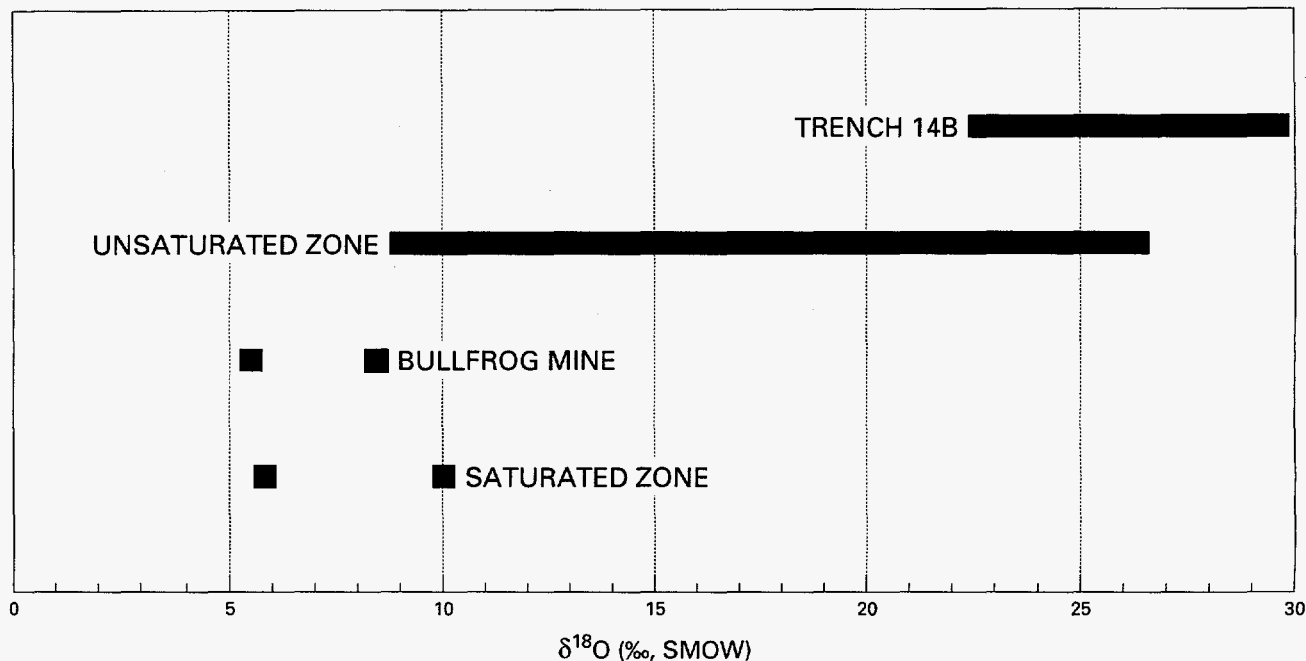 TRENCH 14B
UNSATURATED ZONE
BULLFROG MINE
SATURATED ZONE
0 5 10 15 20 25 30
δ¹⁸O (‰, SMOW)